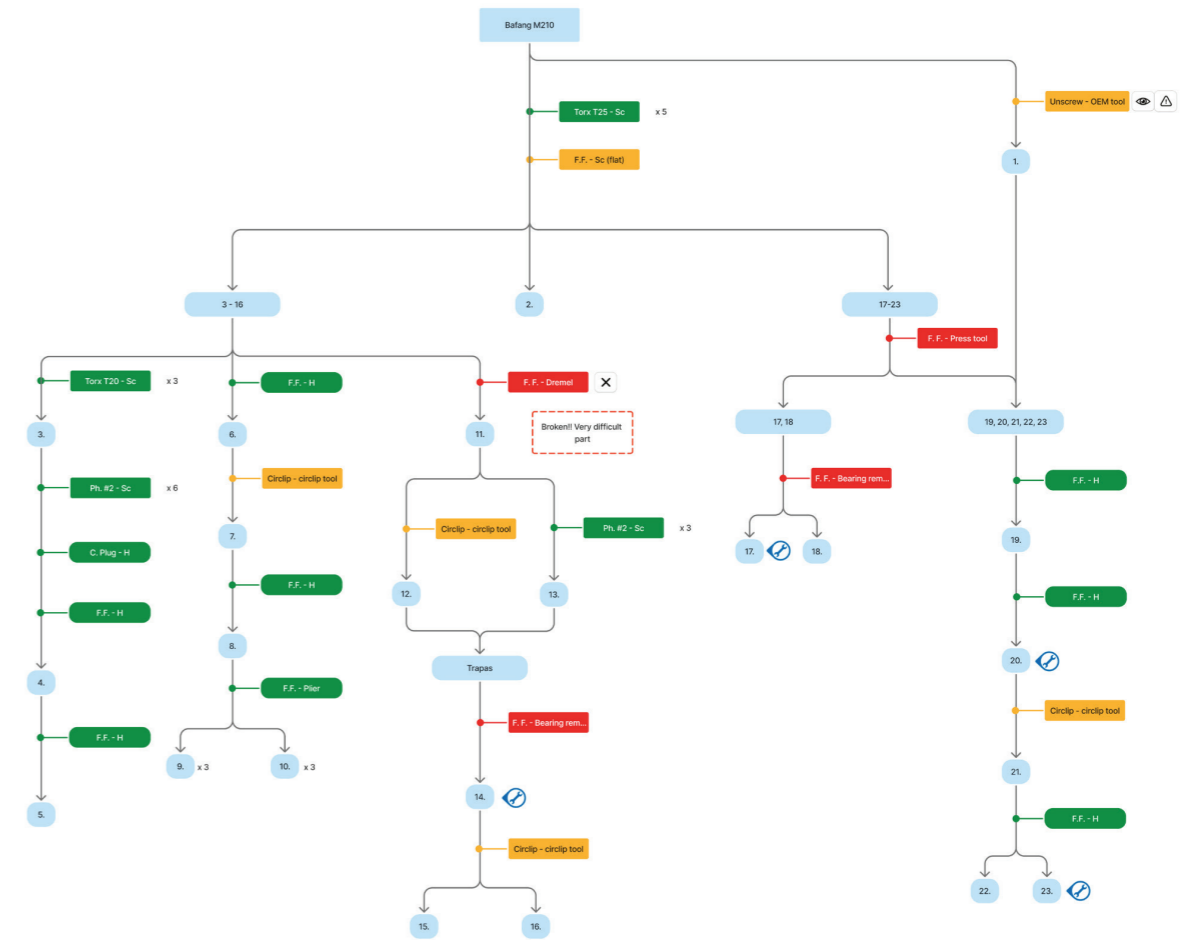 Bafang M210
Unscrew - OEM tool
Torx T25 - Sc x 5
F.F. - Sc (flat)
1.
3 - 16
2.
17-23
F. F. - Press tool
Torx T20 - Sc x 3
F.F. - H
F. F. - Dremel
Broken!! Very difficult
part
17, 18
19, 20, 21, 22, 23
3.
6.
11.
Circlip - circlip tool
F. F. - Bearing rem...
F.F. - H
Ph. #2 - Sc x 6
Circlip - circlip tool
Ph. #2 - Sc x 3
7.
19.
C. Plug - H
17.
18.
F.F. - H
12.
13.
F.F. - H
F.F. - H
8.
20.
Trapas
4.
F.F. - Plier
Circlip - circlip tool
F. F. - Bearing rem...
F.F. - H
9. x 3
10. x 3
21.
14.
5.
F.F. - H
Circlip - circlip tool
22.
23.
15.
16.